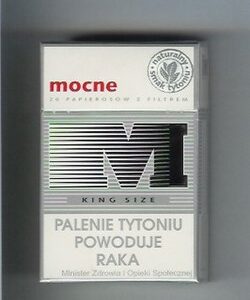 naturalny
smak tytoniu
mocne
20 PAPIEROSÓW Z FILTREM
M
KING SIZE
PALENIE TYTONIU
POWODUJE
RAKA
Minister Zdrowia i Opieki Społecznej